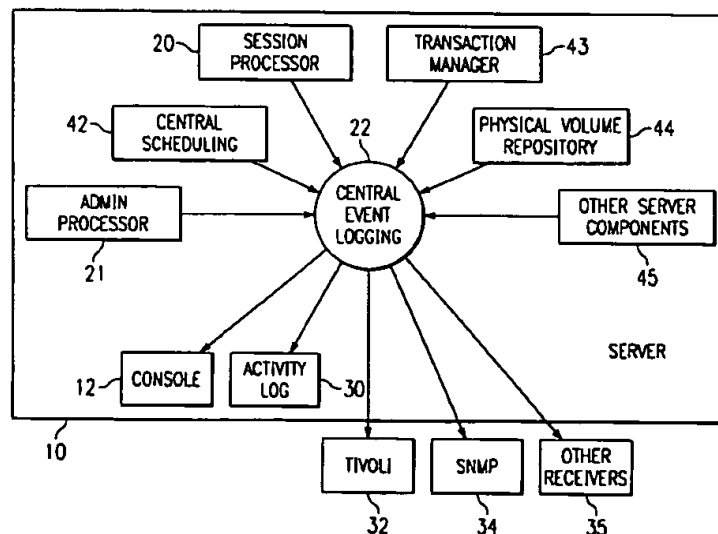 20
SESSION
PROCESSOR
TRANSACTION
MANAGER
43
42
CENTRAL
SCHEDULING
22
PHYSICAL VOLUME
REPOSITORY
44
ADMIN
PROCESSOR
21
CENTRAL
EVENT
LOGGING
OTHER SERVER
COMPONENTS
45
SERVER
12
CONSOLE
ACTIVITY
LOG
30
10
TIVOLI
32
SNMP
34
OTHER
RECEIVERS
35